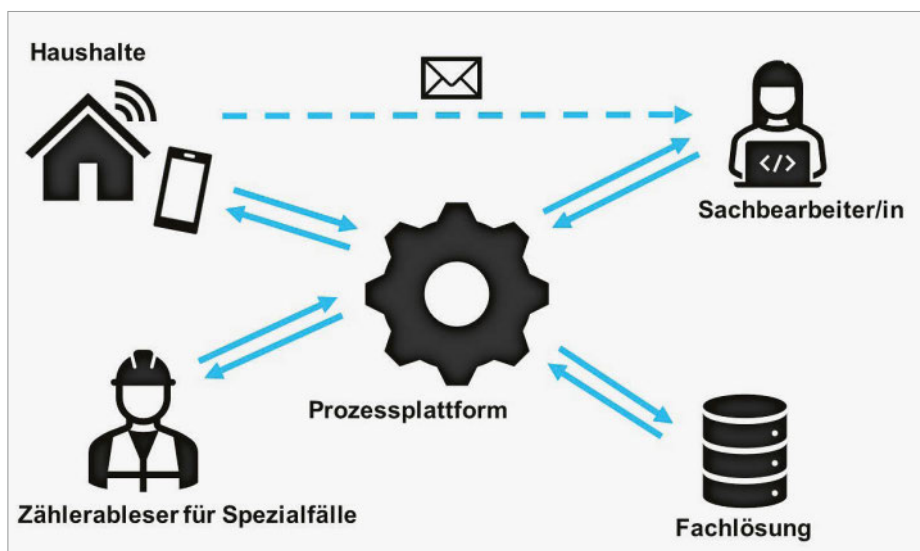 Haushalte
</>
Sachbearbeiter/in
Prozessplattform
Zählerableser für Spezialfälle
Fachlösung